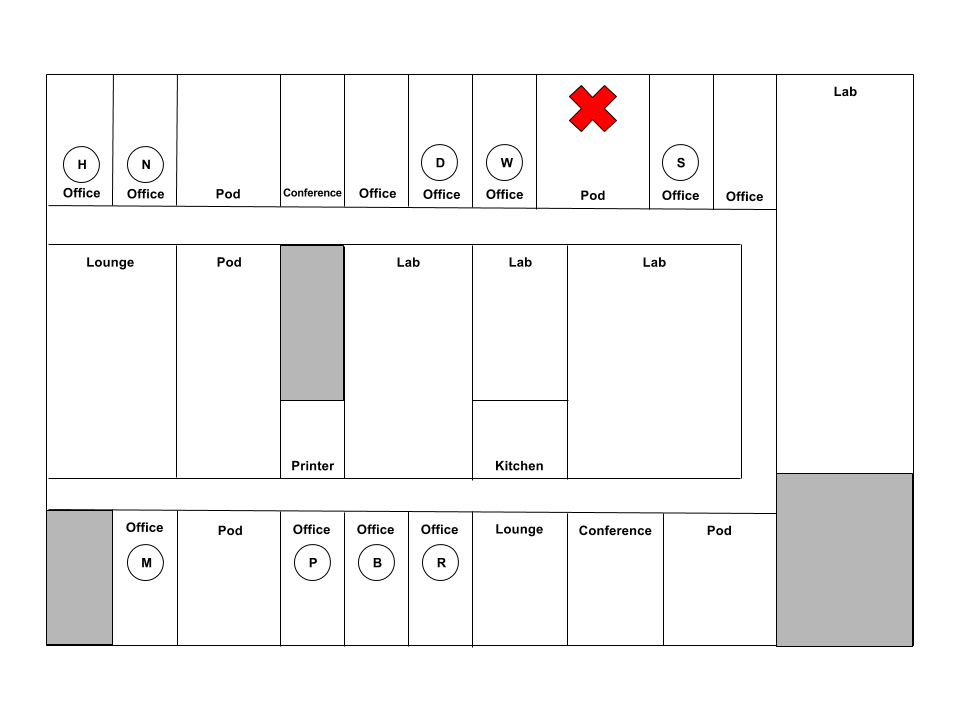 Lab
H
N
D
W
S
Office
Office
Pod
Conference
Office
Office
Office
Pod
Office
Office
Lounge
Pod
Lab
Lab
Lab
Printer
Kitchen
Office
Pod
Office
Office
Office
Lounge
Conference
Pod
M
P
B
R